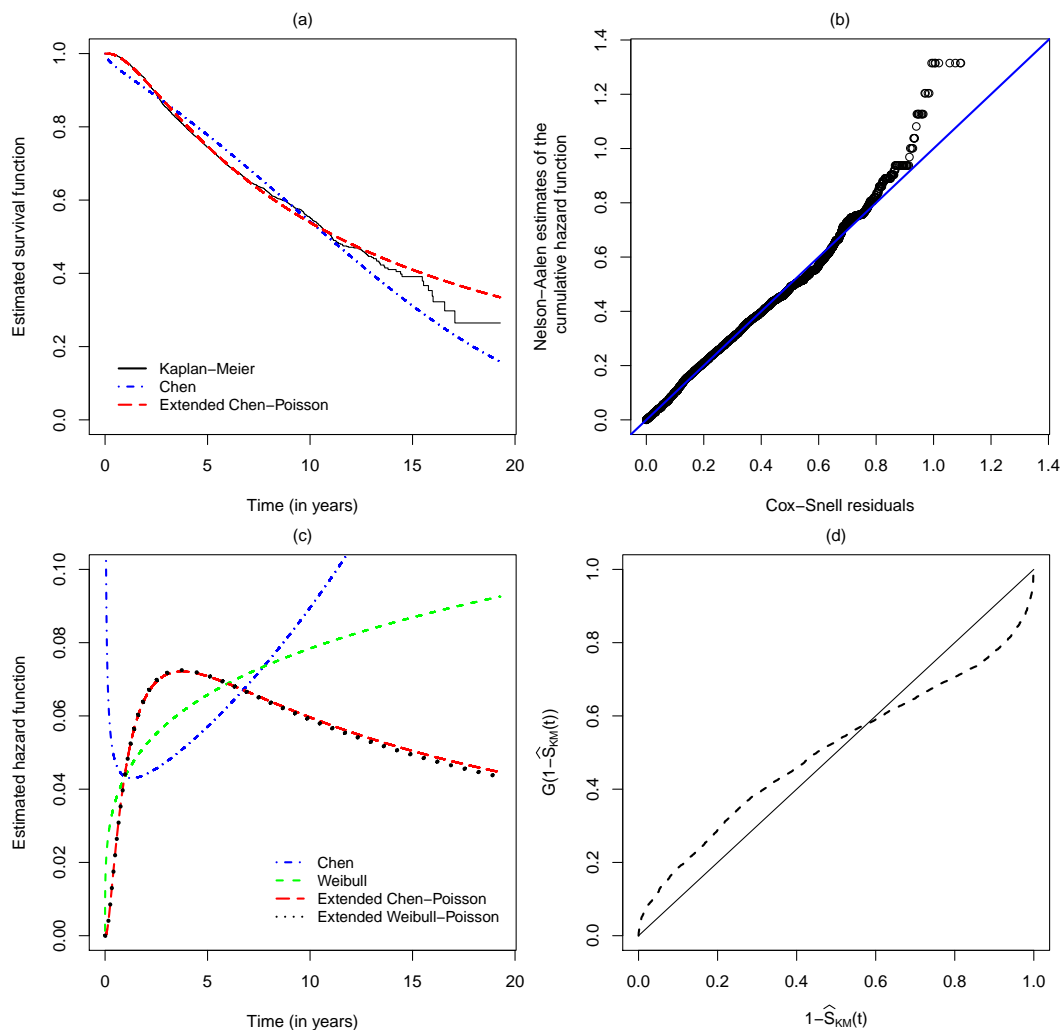 (a)
Estimated survival function
1.0
0.8
0.6
0.4
0.2
0.0
Kaplan−Meier
Chen
Extended Chen−Poisson
0
5
10
15
20
Time (in years)
(b)
Nelson−Aalen estimates of the
cumulative hazard function
1.4
1.2
1.0
0.8
0.6
0.4
0.2
0.0
0.0
0.2
0.4
0.6
0.8
1.0
1.2
1.4
Cox−Snell residuals
(c)
Estimated hazard function
0.10
0.08
0.06
0.04
0.02
0.00
Chen
Weibull
Extended Chen−Poisson
Extended Weibull−Poisson
0
5
10
15
20
Time (in years)
(d)
G(1−Ŝ_KM(t))
1.0
0.8
0.6
0.4
0.2
0.0
0.0
0.2
0.4
0.6
0.8
1.0
1−Ŝ_KM(t)